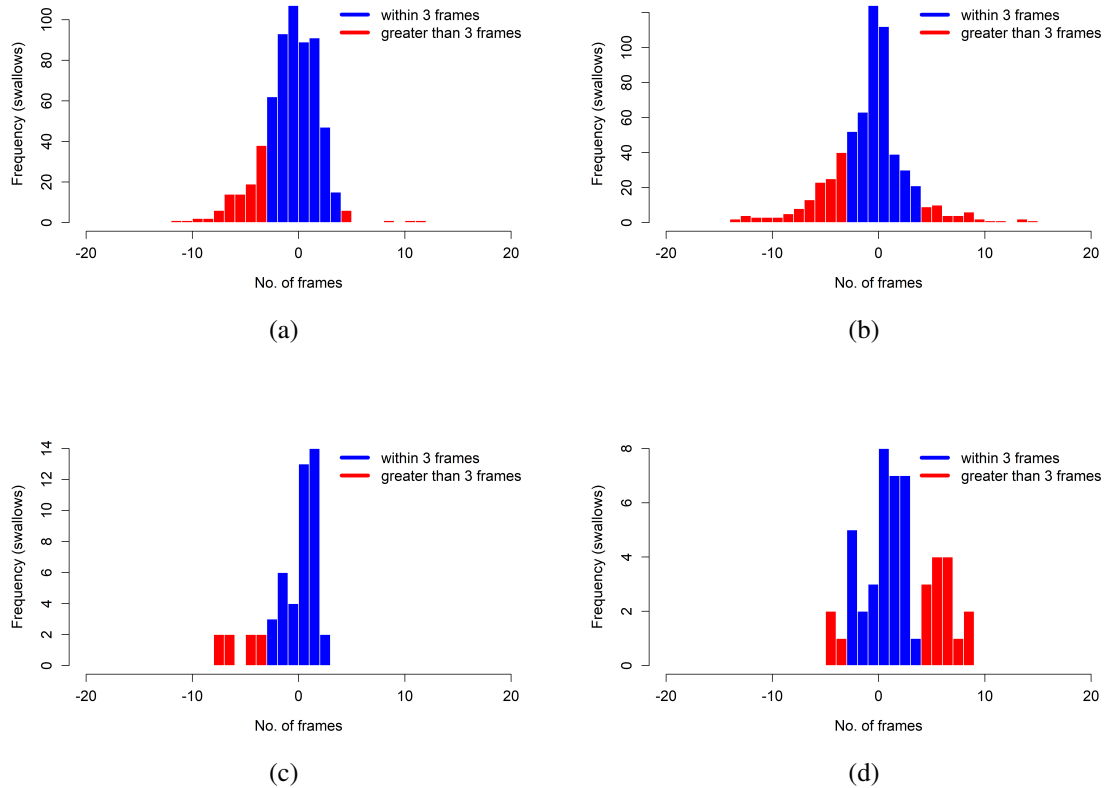 within 3 frames
greater than 3 frames
Frequency (swallows)
0 20 40 60 80 100
-20 -10 0 10 20
No. of frames
(a)
within 3 frames
greater than 3 frames
Frequency (swallows)
0 20 40 60 80 100
-20 -10 0 10 20
No. of frames
(b)
within 3 frames
greater than 3 frames
Frequency (swallows)
0 2 4 6 8 10 12 14
-20 -10 0 10 20
No. of frames
(c)
within 3 frames
greater than 3 frames
Frequency (swallows)
0 2 4 6 8
-20 -10 0 10 20
No. of frames
(d)